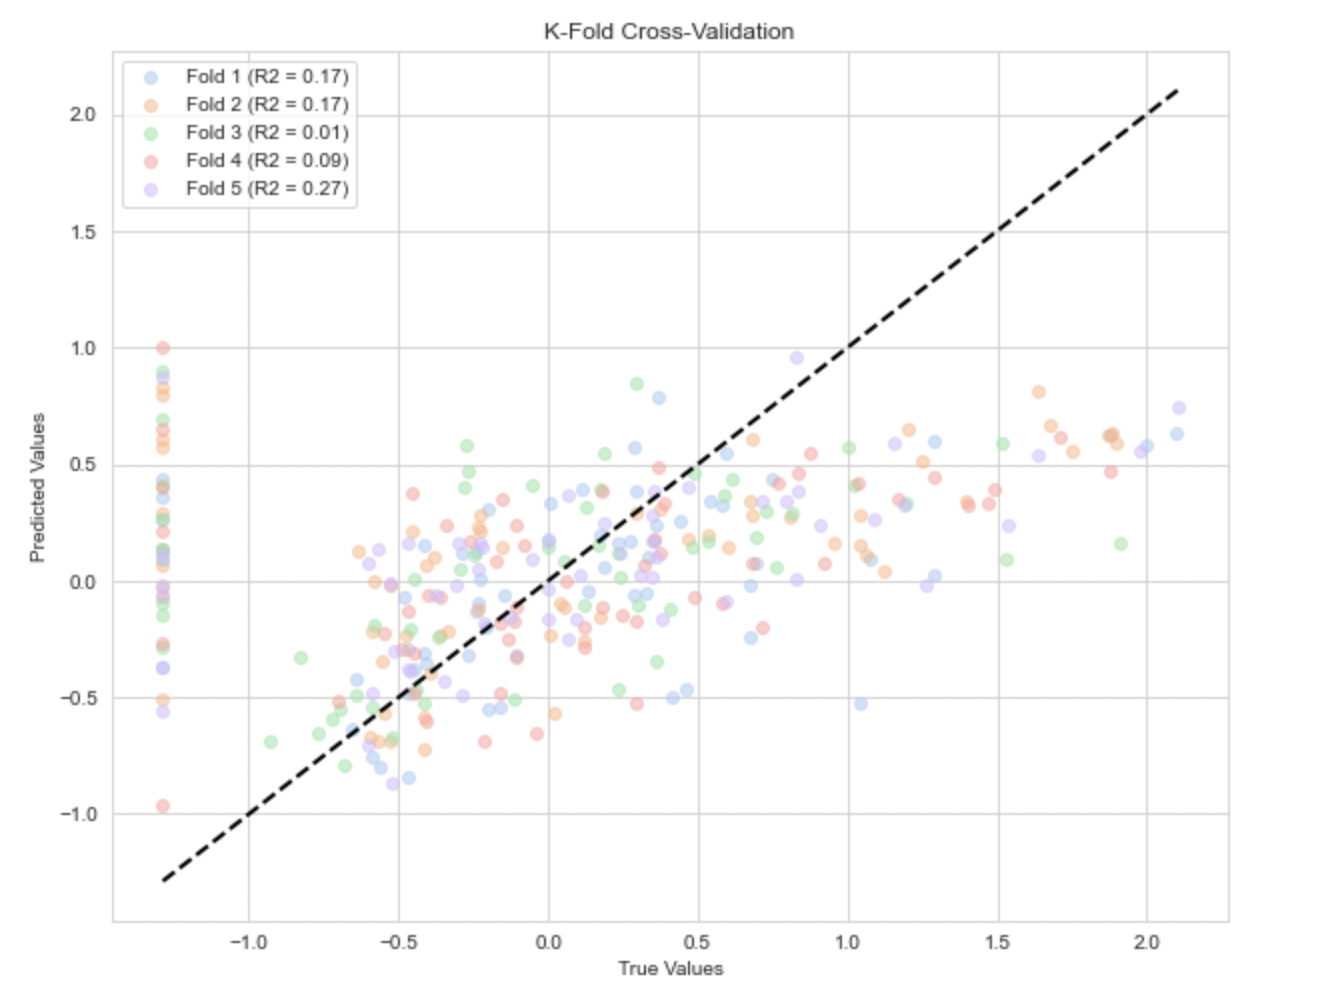 K-Fold Cross-Validation
Fold 1 (R2 = 0.17)
Fold 2 (R2 = 0.17)
Fold 3 (R2 = 0.01)
Fold 4 (R2 = 0.09)
Fold 5 (R2 = 0.27)
2.0
1.5
1.0
0.5
0.0
−0.5
−1.0
Predicted Values
−1.0 −0.5 0.0 0.5 1.0 1.5 2.0
True Values